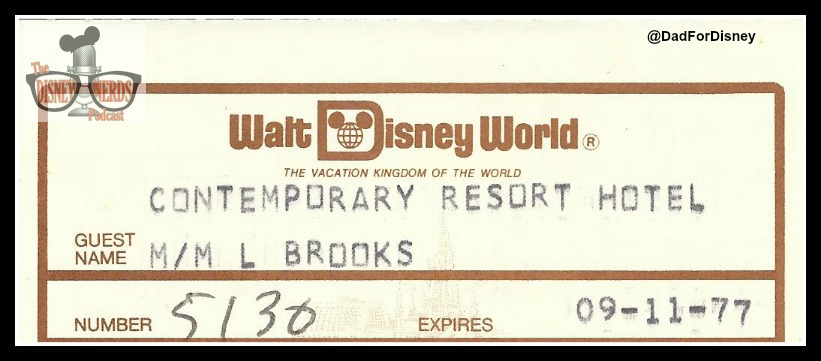 @DadForDisney
The
DISNEY NERDS
Podcast
Walt Disney World®
THE VACATION KINGDOM OF THE WORLD
CONTEMPORARY RESORT HOTEL
GUEST
NAME M/M L BROOKS
NUMBER 5130 EXPIRES 09-11-77